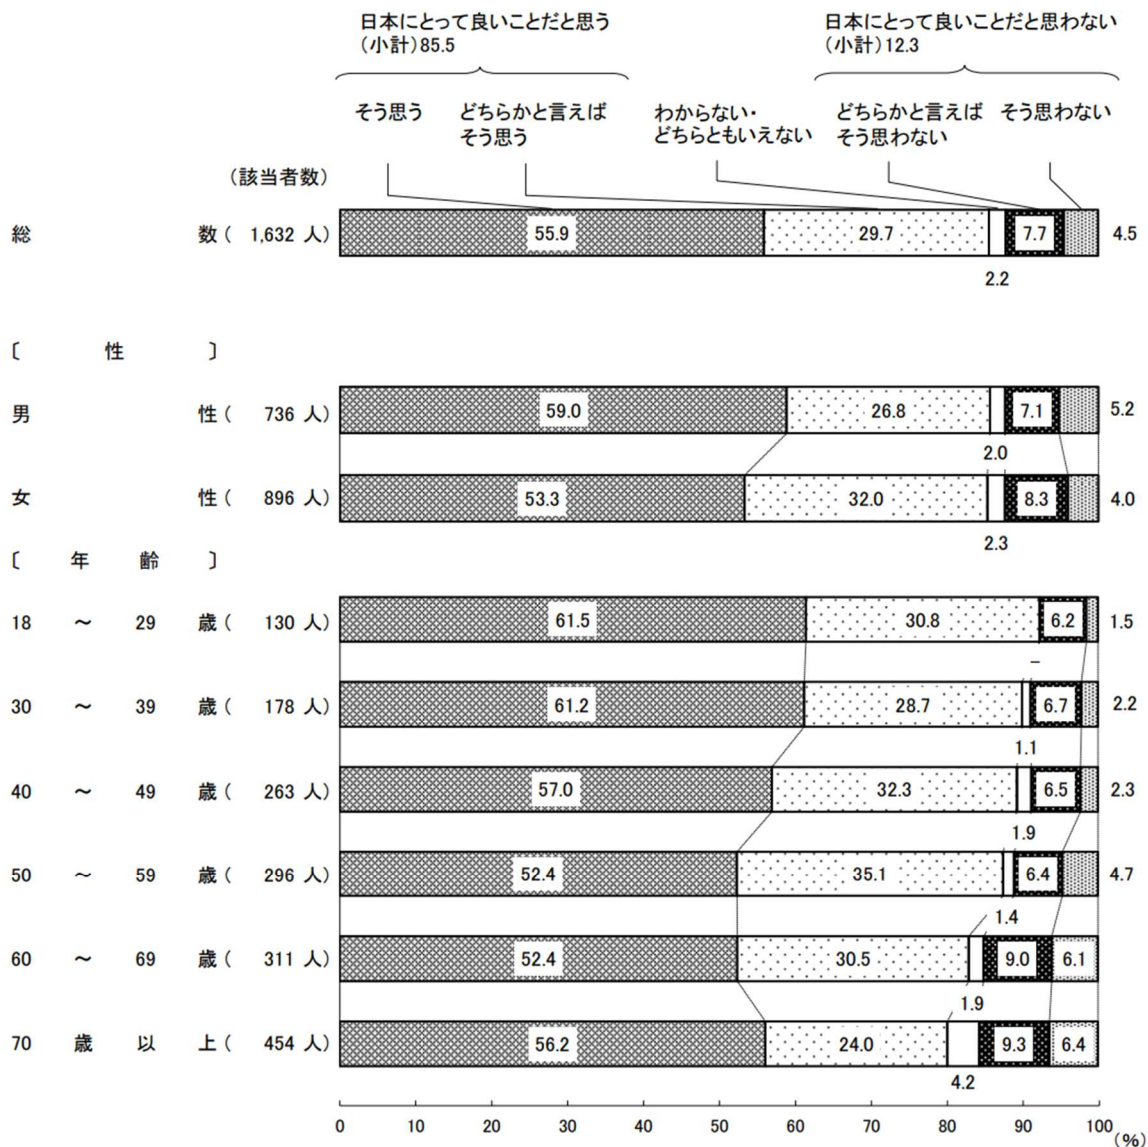 日本にとって良いことだと思う
（小計）85.5
日本にとって良いことだと思わない
（小計）12.3
そう思う
どちらかと言えば
そう思う
わからない・
どちらともいえない
どちらかと言えば
そう思わない
そう思わない
（該当者数）
総 数（ 1,632 人） 55.9 29.7 7.7 4.5
2.2
〔 性 〕
男 性（ 736 人） 59.0 26.8 7.1 5.2
2.0
女 性（ 896 人） 53.3 32.0 8.3 4.0
2.3
〔 年 齢 〕
18 ～ 29 歳（ 130 人） 61.5 30.8 6.2 1.5
－
30 ～ 39 歳（ 178 人） 61.2 28.7 6.7 2.2
1.1
40 ～ 49 歳（ 263 人） 57.0 32.3 6.5 2.3
1.9
50 ～ 59 歳（ 296 人） 52.4 35.1 6.4 4.7
1.4
60 ～ 69 歳（ 311 人） 52.4 30.5 9.0 6.1
1.9
70 歳 以 上（ 454 人） 56.2 24.0 9.3 6.4
4.2
0 10 20 30 40 50 60 70 80 90 100
（％）